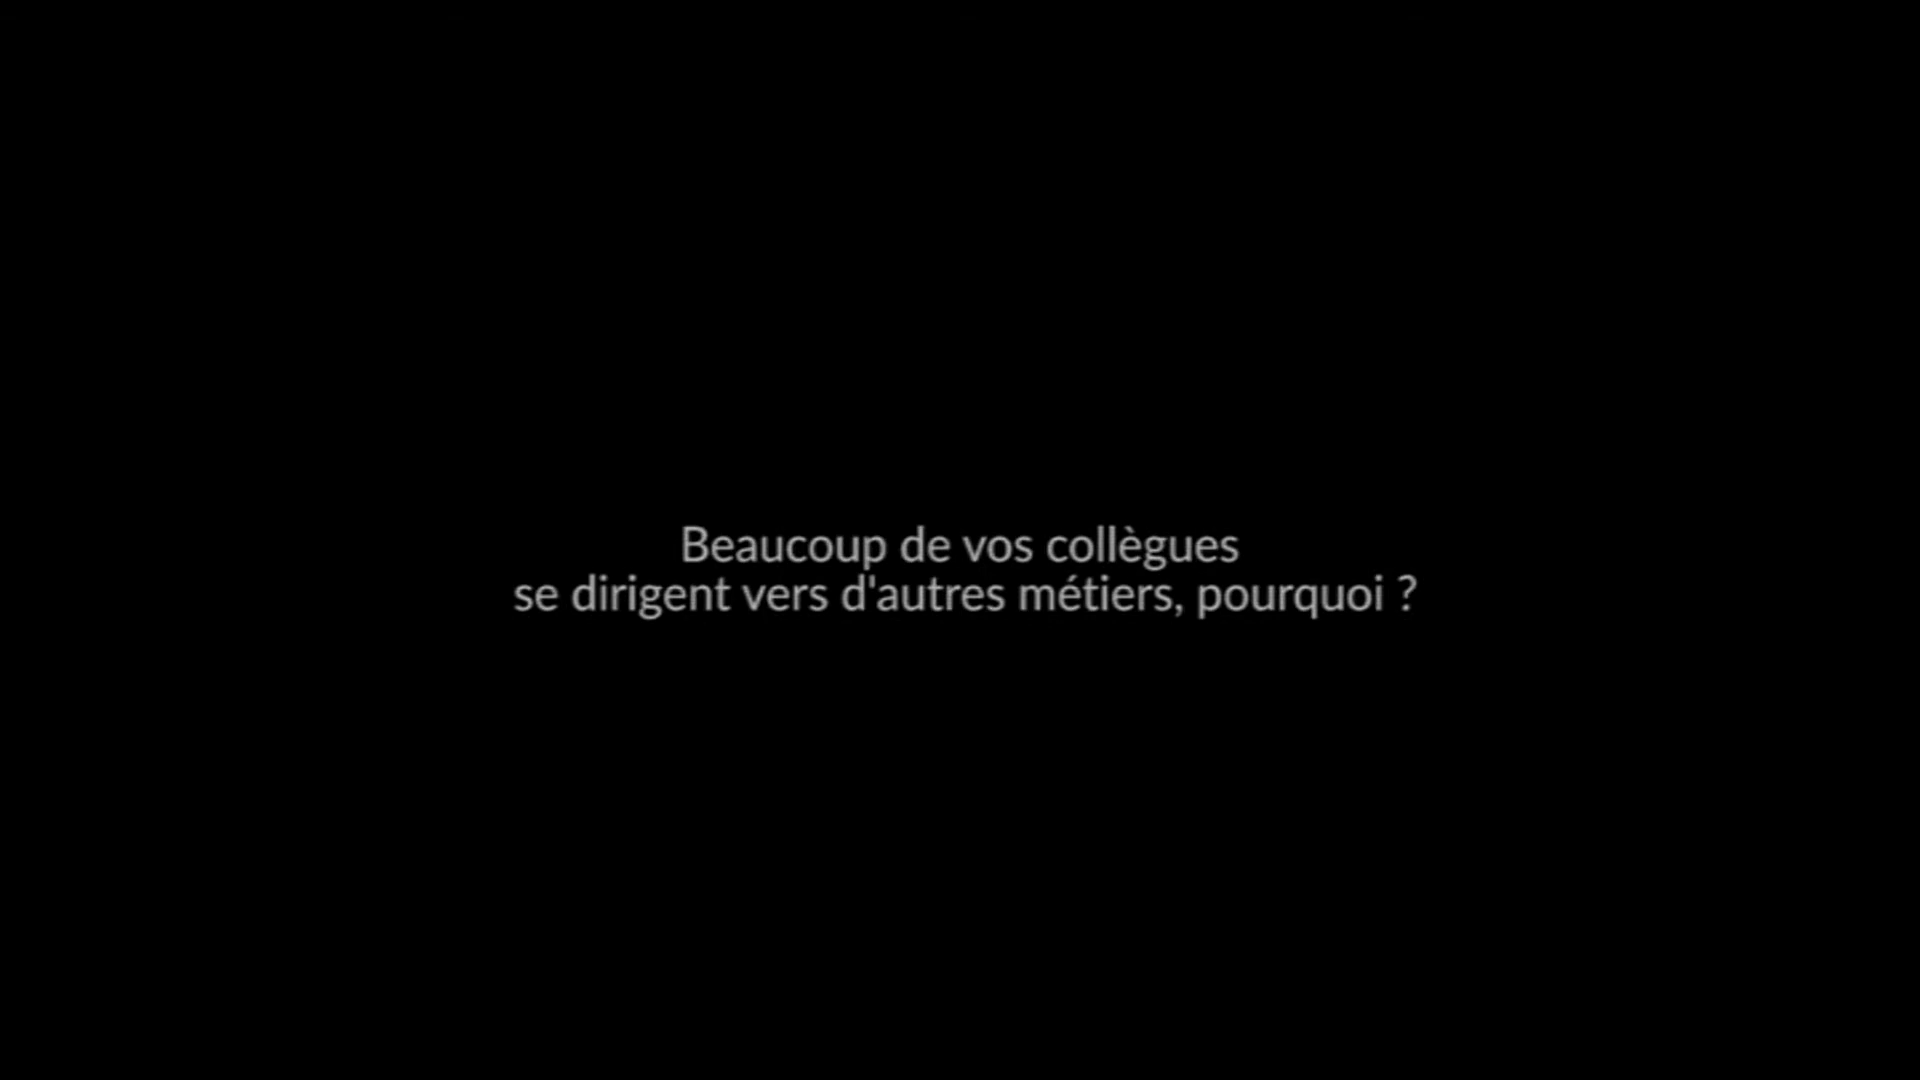 Beaucoup de vos collègues
se dirigent vers d'autres métiers, pourquoi ?